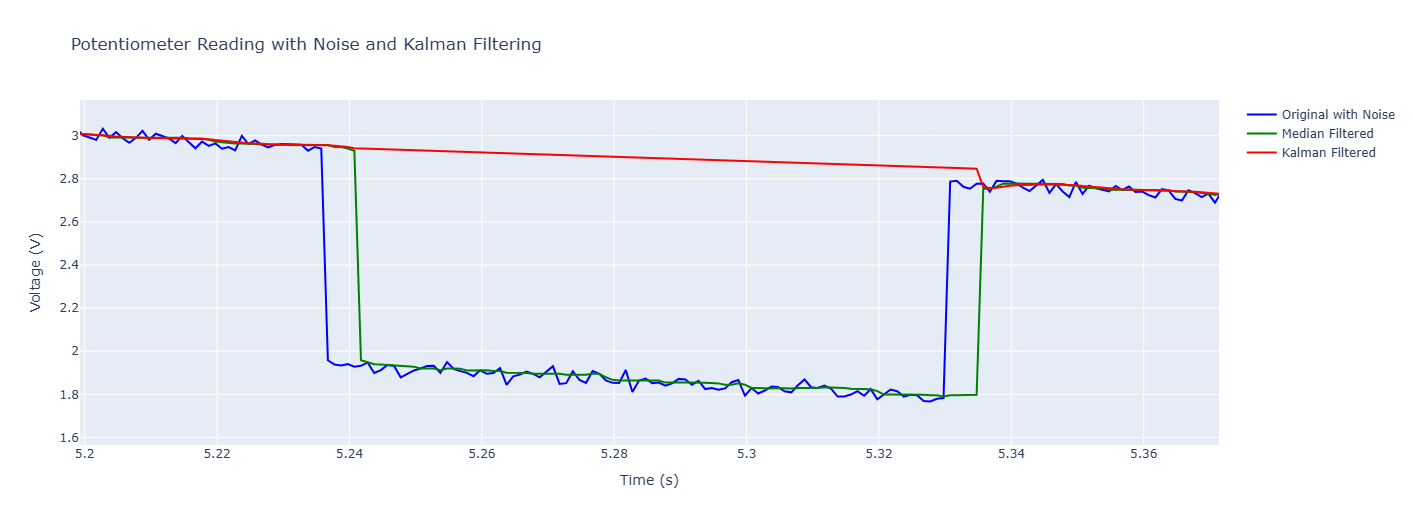 Potentiometer Reading with Noise and Kalman Filtering
Original with Noise
Median Filtered
Kalman Filtered
Voltage (V)
3
2.8
2.6
2.4
2.2
2
1.8
1.6
5.2 5.22 5.24 5.26 5.28 5.3 5.32 5.34 5.36
Time (s)